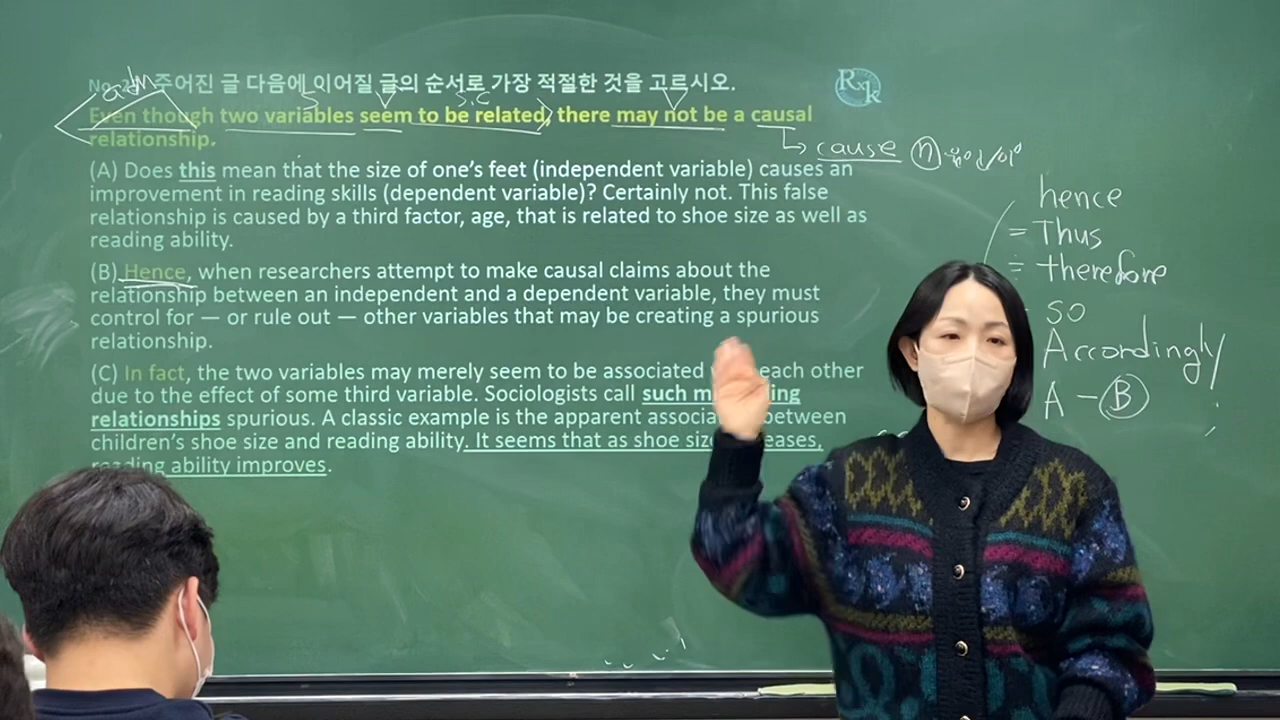 주어진 글 다음에 이어질 글의 순서로 가장 적절한 것을 고르시오.
Even though two variables seem to be related, there may not be a causal
relationship.
(A) Does this mean that the size of one's feet (independent variable) causes an
improvement in reading skills (dependent variable)? Certainly not. This false
relationship is caused by a third factor, age, that is related to shoe size as well as
reading ability.
(B) Hence, when researchers attempt to make causal claims about the
relationship between an independent and a dependent variable, they must
control for — or rule out — other variables that may be creating a spurious
relationship.
(C) In fact, the two variables may merely seem to be associated each other
due to the effect of some third variable. Sociologists call such
relationships spurious. A classic example is the apparent between
children's shoe size and reading ability. It seems that as shoe
reading ability improves.
adv
S V S.C V
cause n
hence
= Thus
= therefore
so
Accordingly
A - B
Rxk